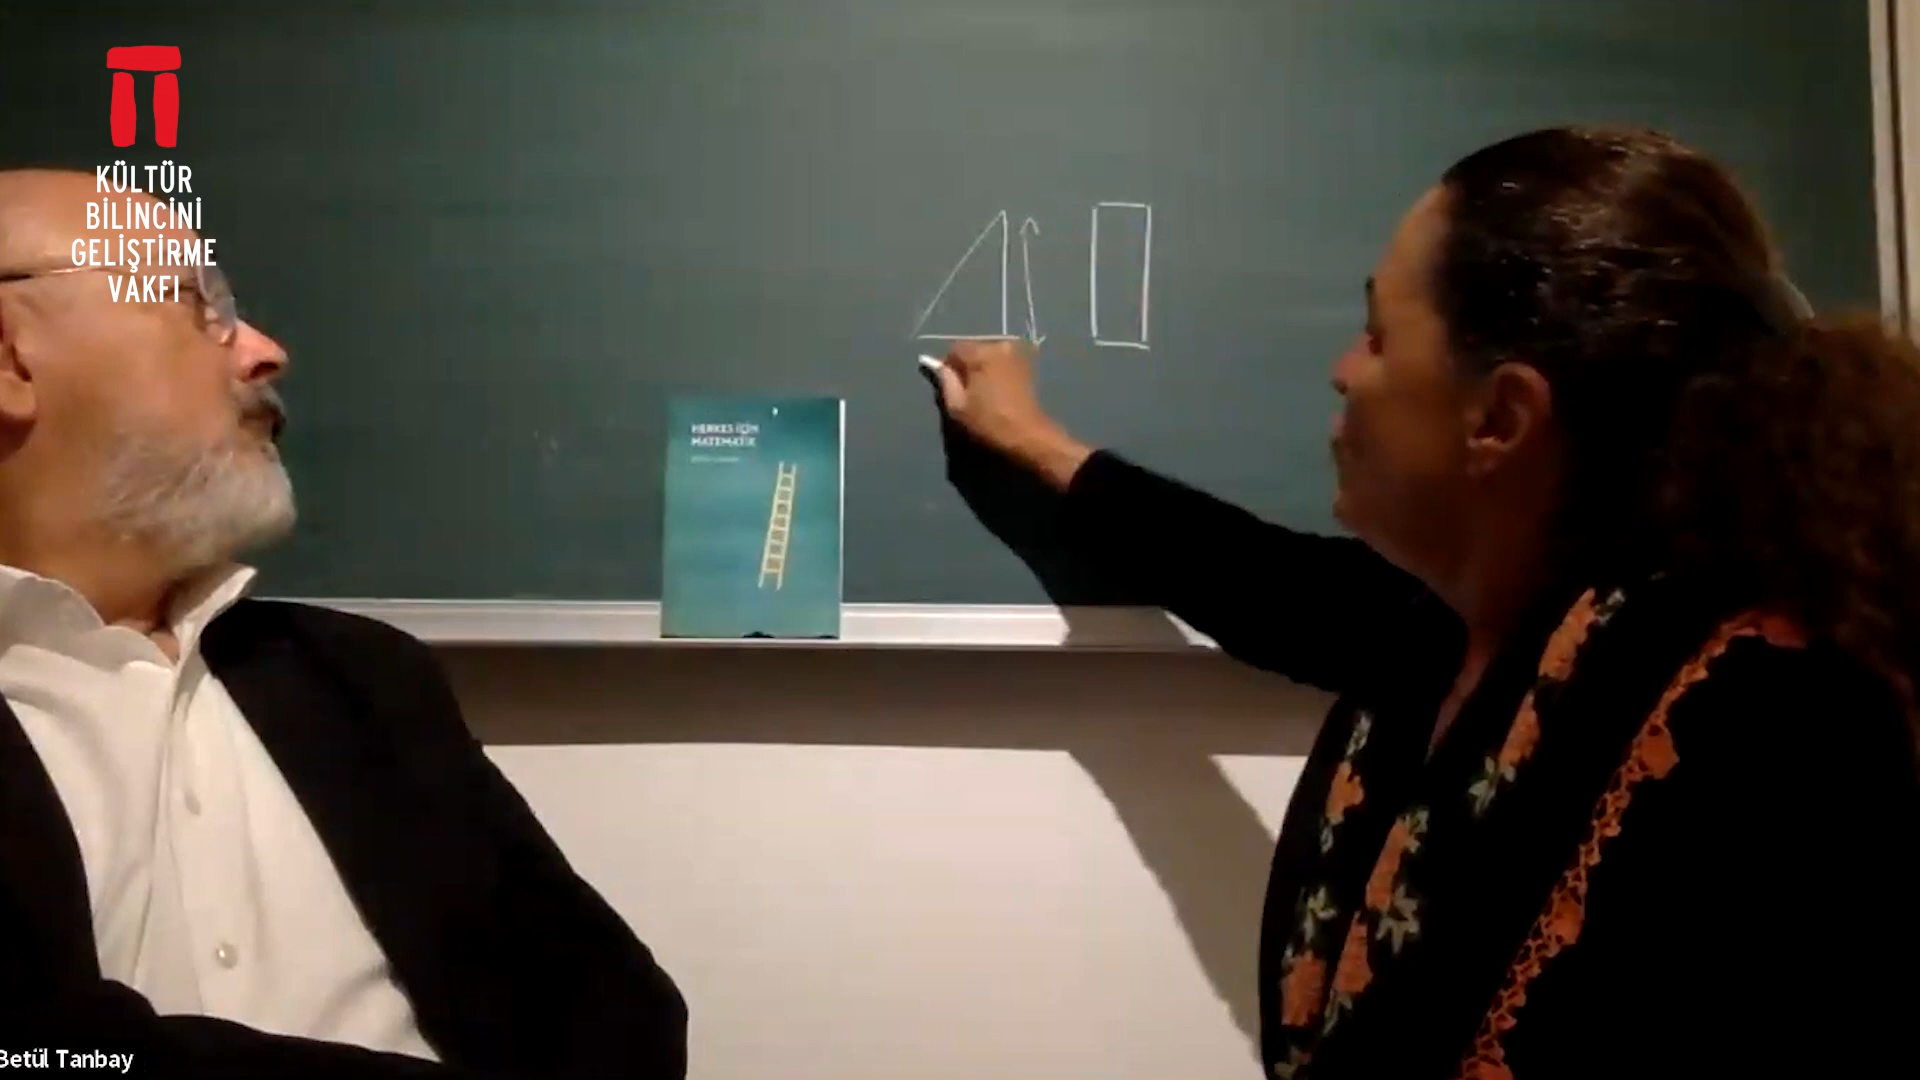 KÜLTÜR
BİLİNCİNİ
GELİŞTİRME
VAKFI
HERKES İÇİN
MATEMATİK
Betül Tanbay